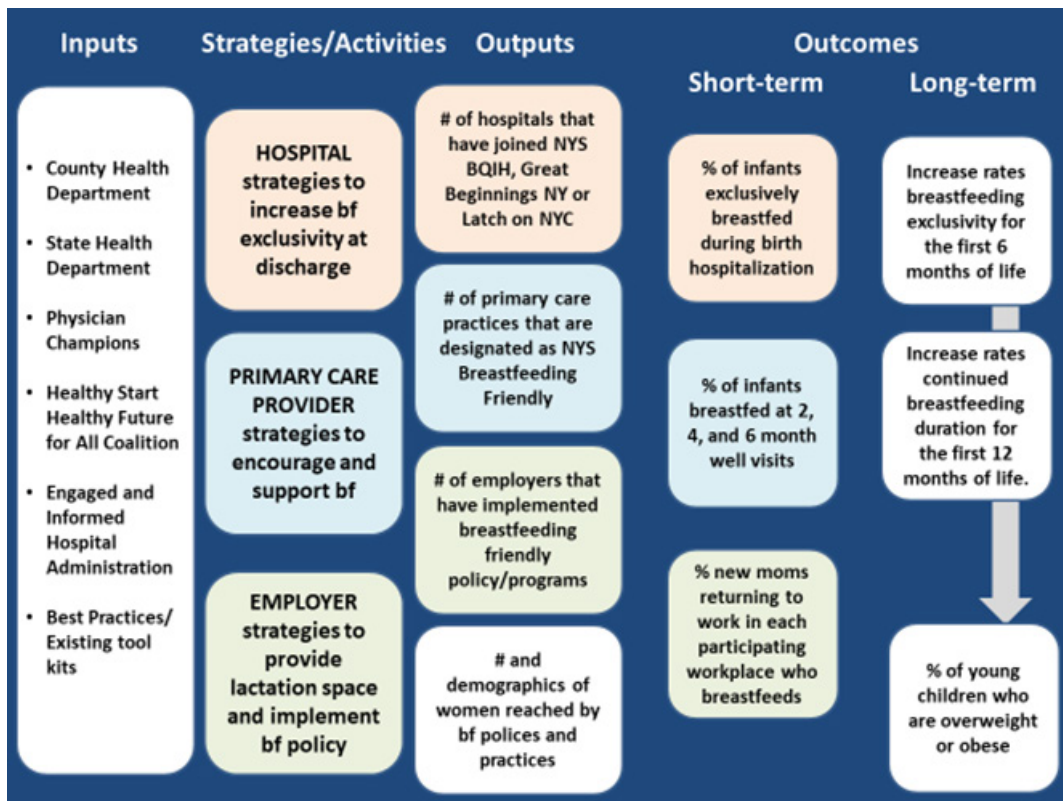 Inputs
Strategies/Activities
Outputs
Outcomes
Short-term
Long-term
• County Health
Department
• State Health
Department
• Physician
Champions
• Healthy Start
Healthy Future
for All Coalition
• Engaged and
Informed
Hospital
Administration
• Best Practices/
Existing tool
kits
HOSPITAL
strategies to
increase bf
exclusivity at
discharge
PRIMARY CARE
PROVIDER
strategies to
encourage and
support bf
EMPLOYER
strategies to
provide
lactation space
and implement
bf policy
# of hospitals that
have joined NYS
BQIH, Great
Beginnings NY or
Latch on NYC
# of primary care
practices that are
designated as NYS
Breastfeeding
Friendly
# of employers that
have implemented
breastfeeding
friendly
policy/programs
# and
demographics of
women reached by
bf polices and
practices
% of infants
exclusively
breastfed
during birth
hospitalization
% of infants
breastfed at 2,
4, and 6 month
well visits
% new moms
returning to
work in each
participating
workplace who
breastfeeds
Increase rates
breastfeeding
exclusivity for
the first 6
months of life
Increase rates
continued
breastfeeding
duration for
the first 12
months of life.
% of young
children who
are overweight
or obese